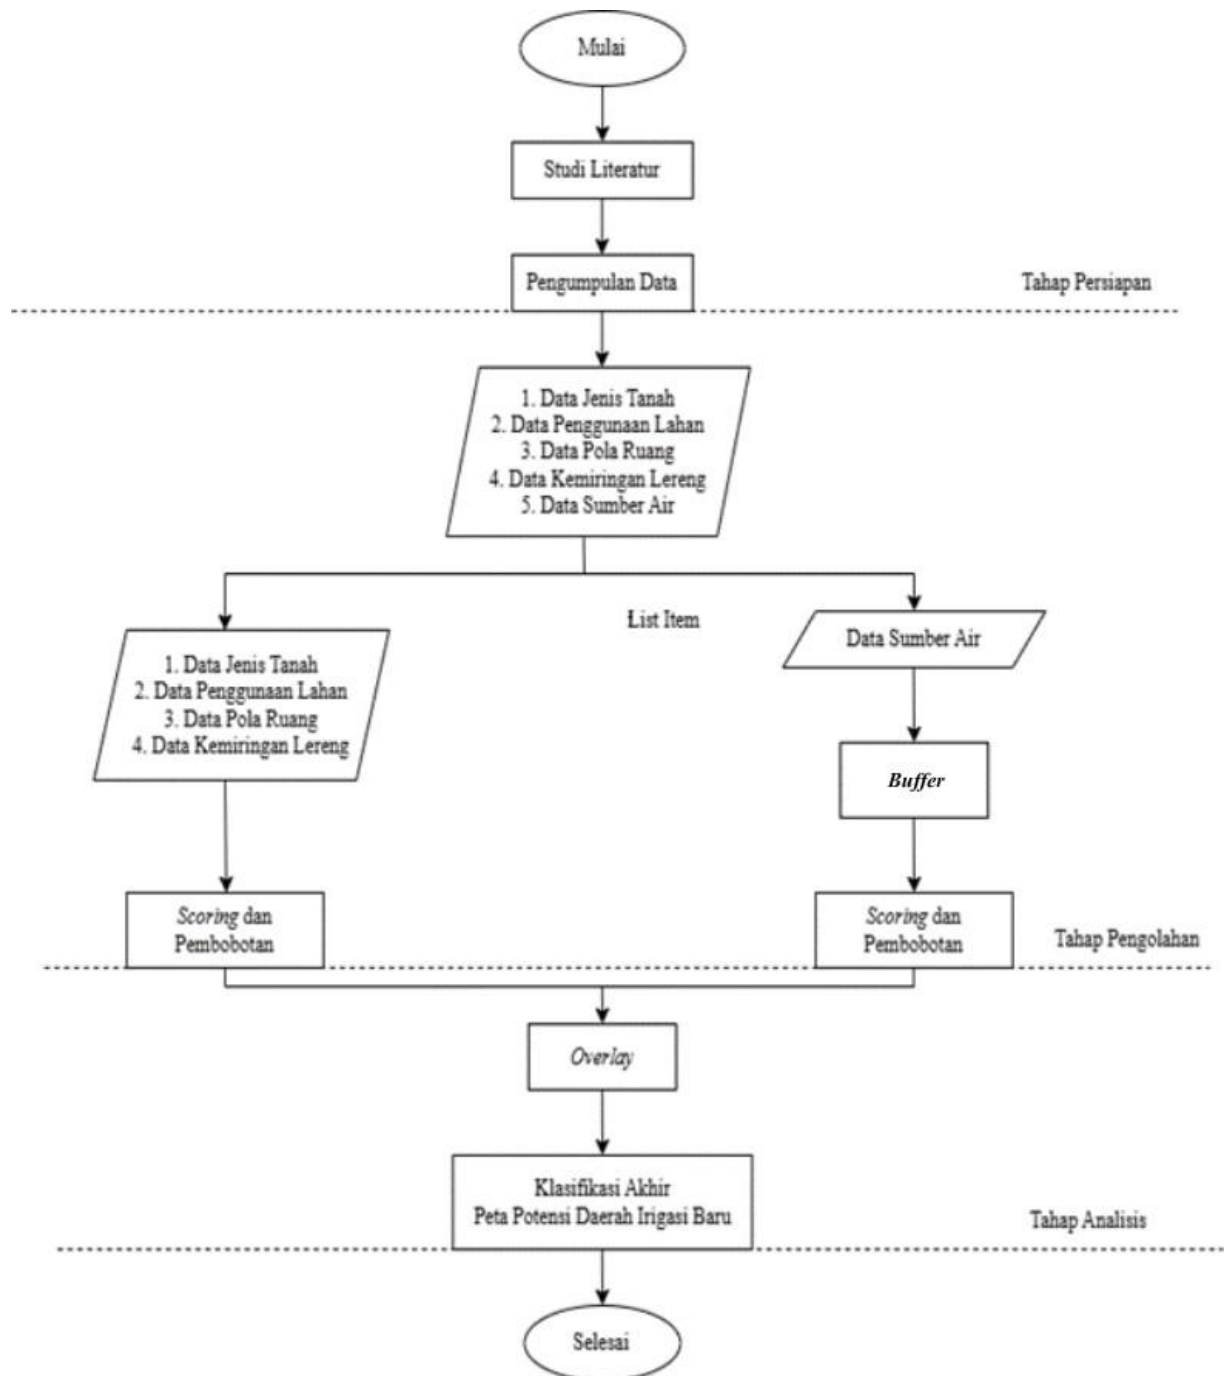 Mulai
Studi Literatur
Pengumpulan Data
Tahap Persiapan
1. Data Jenis Tanah
2. Data Penggunaan Lahan
3. Data Pola Ruang
4. Data Kemiringan Lereng
5. Data Sumber Air
List Item
1. Data Jenis Tanah
2. Data Penggunaan Lahan
3. Data Pola Ruang
4. Data Kemiringan Lereng
Data Sumber Air
Buffer
Scoring dan
Pembobotan
Scoring dan
Pembobotan
Tahap Pengolahan
Overlay
Klasifikasi Akhir
Peta Potensi Daerah Irigasi Baru
Tahap Analisis
Selesai